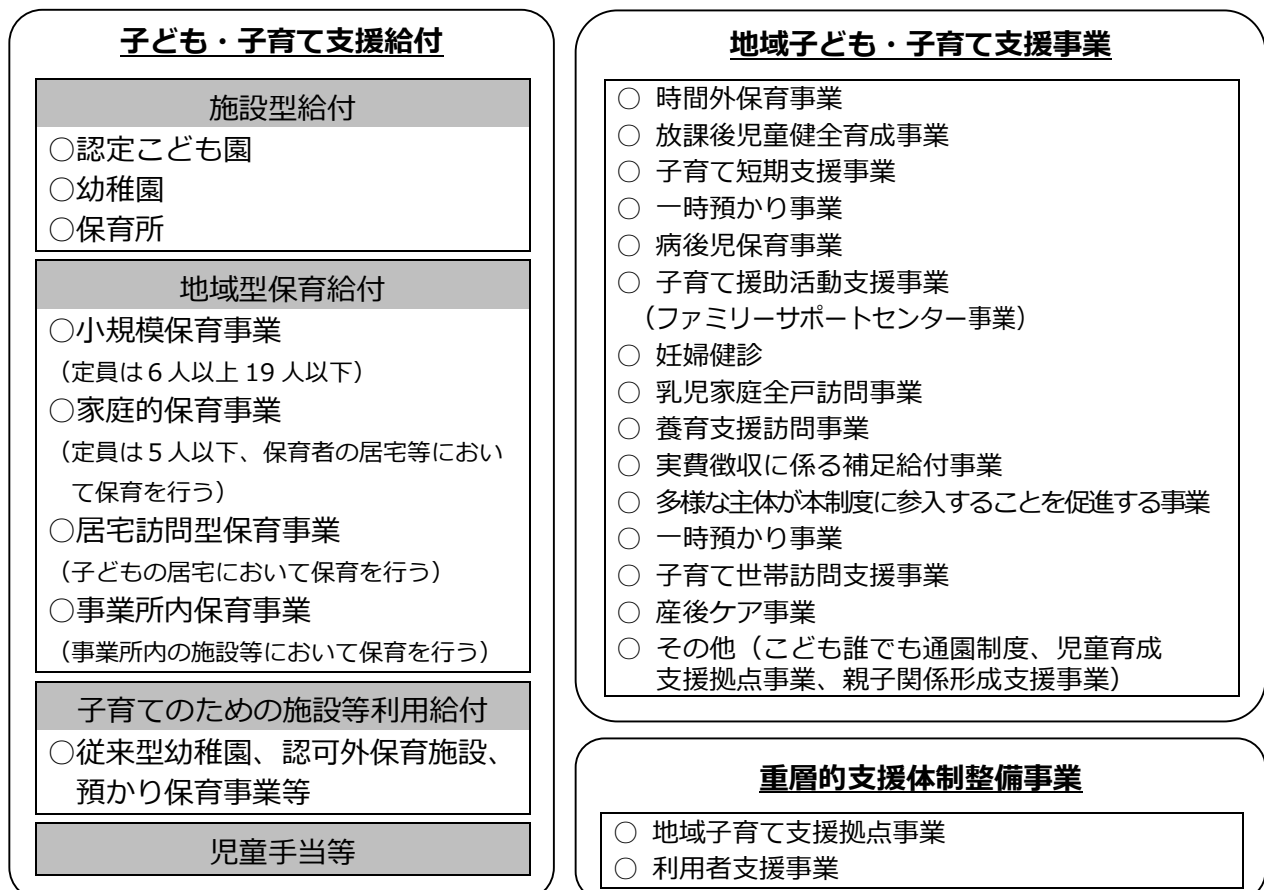 子ども・子育て支援給付
施設型給付
○認定こども園
○幼稚園
○保育所
地域型保育給付
○小規模保育事業
（定員は６人以上 19 人以下）
○家庭的保育事業
（定員は５人以下、保育者の居宅等におい
て保育を行う）
○居宅訪問型保育事業
（子どもの居宅において保育を行う）
○事業所内保育事業
（事業所内の施設等において保育を行う）
子育てのための施設等利用給付
○従来型幼稚園、認可外保育施設、
預かり保育事業等
児童手当等
地域子ども・子育て支援事業
○ 時間外保育事業
○ 放課後児童健全育成事業
○ 子育て短期支援事業
○ 一時預かり事業
○ 病後児保育事業
○ 子育て援助活動支援事業
（ファミリーサポートセンター事業）
○ 妊婦健診
○ 乳児家庭全戸訪問事業
○ 養育支援訪問事業
○ 実費徴収に係る補足給付事業
○ 多様な主体が本制度に参入することを促進する事業
○ 一時預かり事業
○ 子育て世帯訪問支援事業
○ 産後ケア事業
○ その他（こども誰でも通園制度、児童育成
支援拠点事業、親子関係形成支援事業）
重層的支援体制整備事業
○ 地域子育て支援拠点事業
○ 利用者支援事業